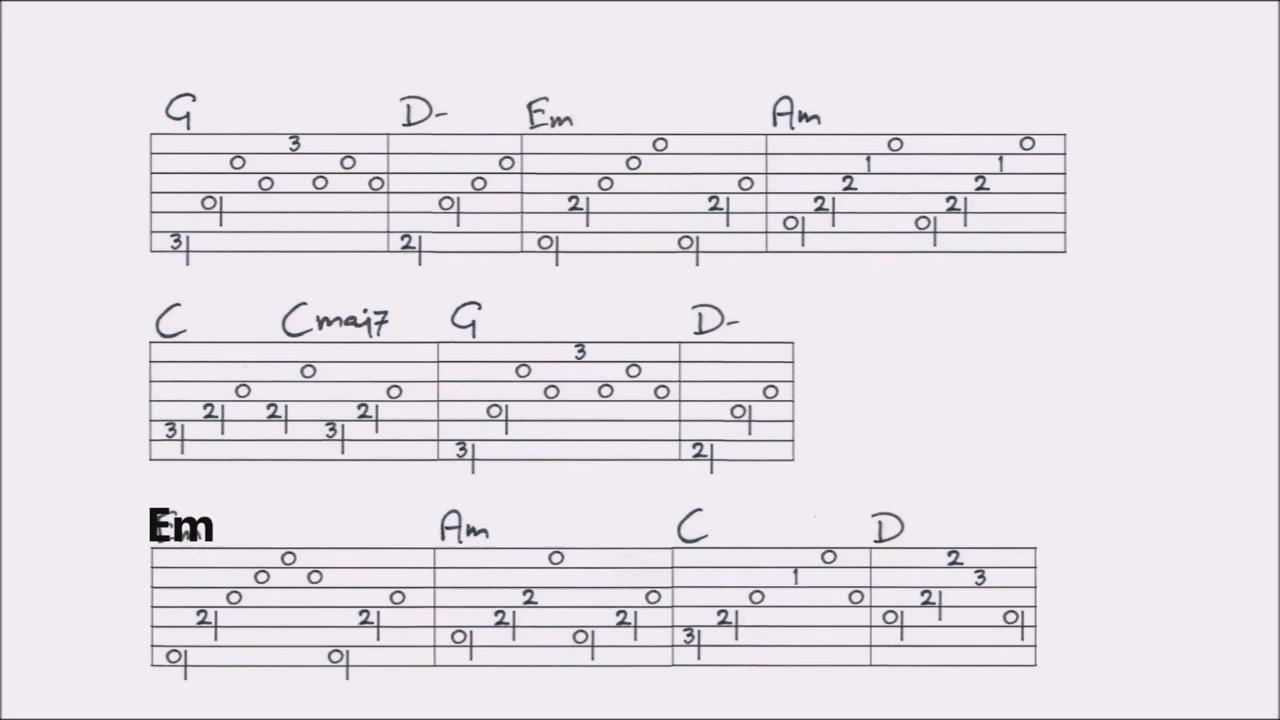 G D- Em Am
3 0 0 0
0 0 0 0 1 1
0 0 0 0 0 0 2 2
0 0 2 2 2 2
0 0
3 2 0 0
C Cmaj7 G D-
3
0 0 0
0 0 0 0 0 0
2 2 2 0 0
3 3
3 2
Em Am C D
0 0 0 2
0 0 1 3
0 0 2 0 0 0 2
2 2 2 2 2 0 0
0 0 3
0 0